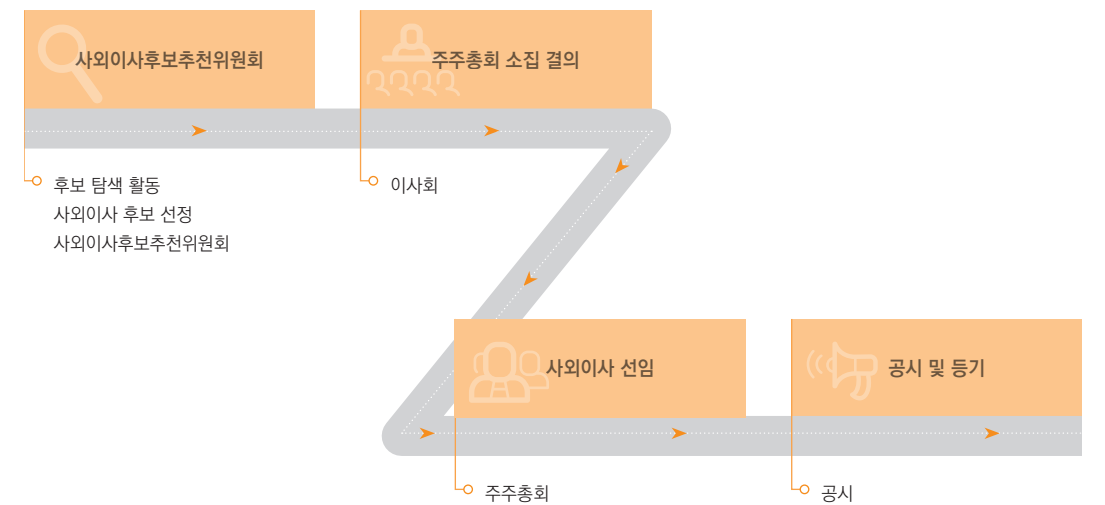 사외이사후보추천위원회
후보 탐색 활동
사외이사 후보 선정
사외이사후보추천위원회
주주총회 소집 결의
이사회
사외이사 선임
주주총회
공시 및 등기
공시